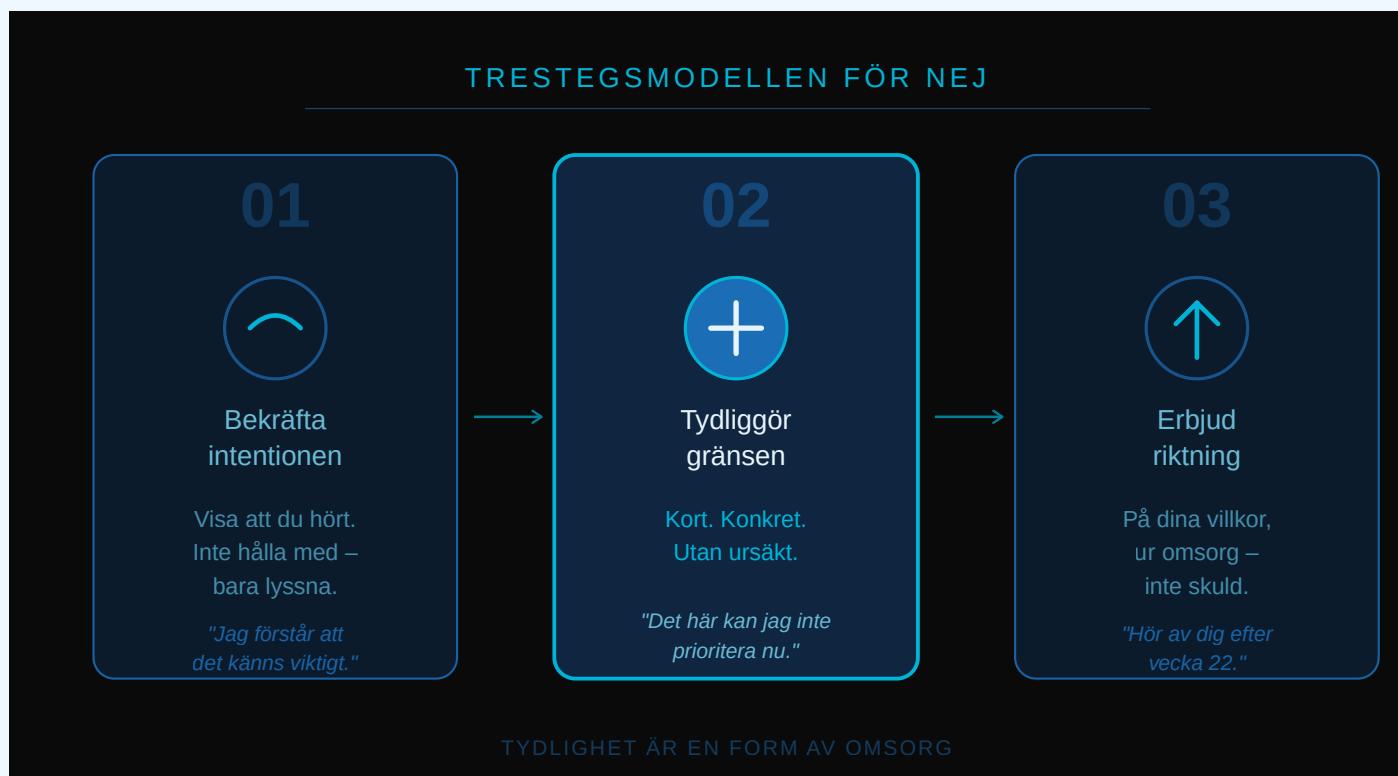 TRESTEGSMODELLEN FÖR NEJ
01
Bekräfta
intentionen
Visa att du hört.
Inte hålla med –
bara lyssna.
"Jag förstår att
det känns viktigt."
02
Tydliggör
gränsen
Kort. Konkret.
Utan ursäkt.
"Det här kan jag inte
prioritera nu."
03
Erbjud
riktning
På dina villkor,
ur omsorg –
inte skuld.
"Hör av dig efter
vecka 22."
TYDLIGHET ÄR EN FORM AV OMSORG